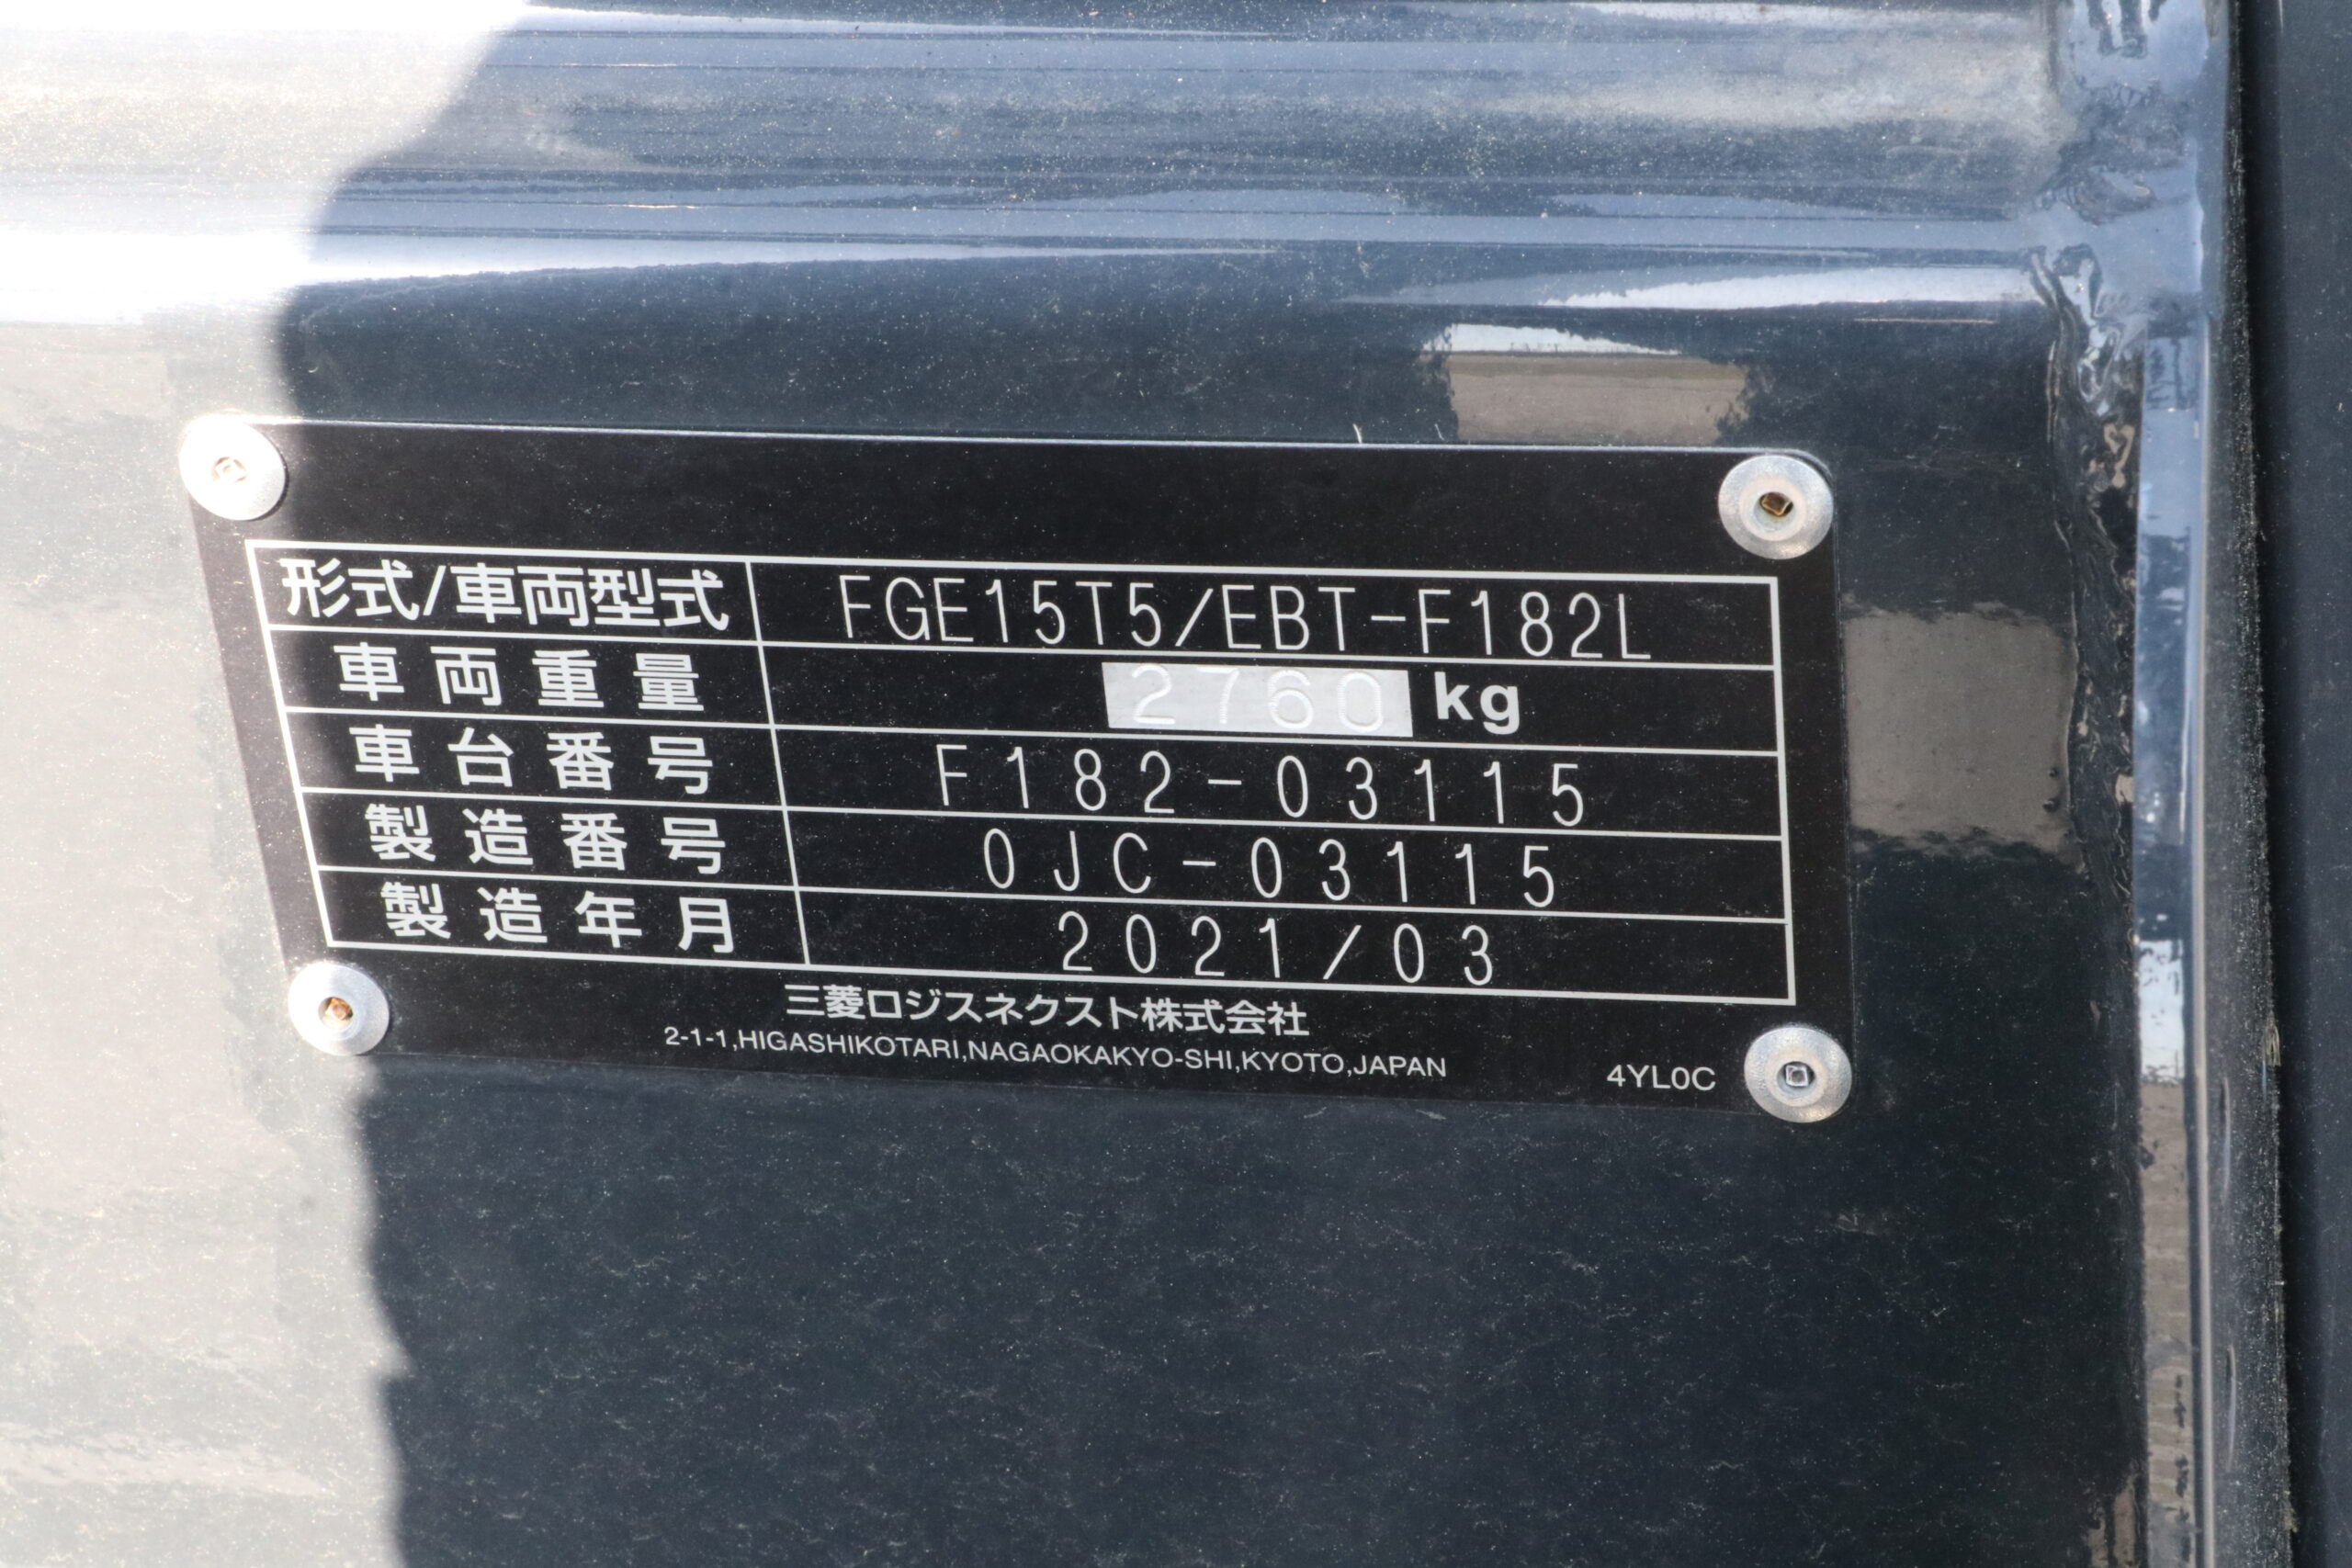 形式/車両型式 FGE15T5/EBT-F182L
車両重量 2760 kg
車台番号 F182-03115
製造番号 0JC-03115
製造年月 2021/03
三菱ロジスネクスト株式会社
2-1-1,HIGASHIKOTARI,NAGAOKAKYO-SHI,KYOTO,JAPAN
4YL0C